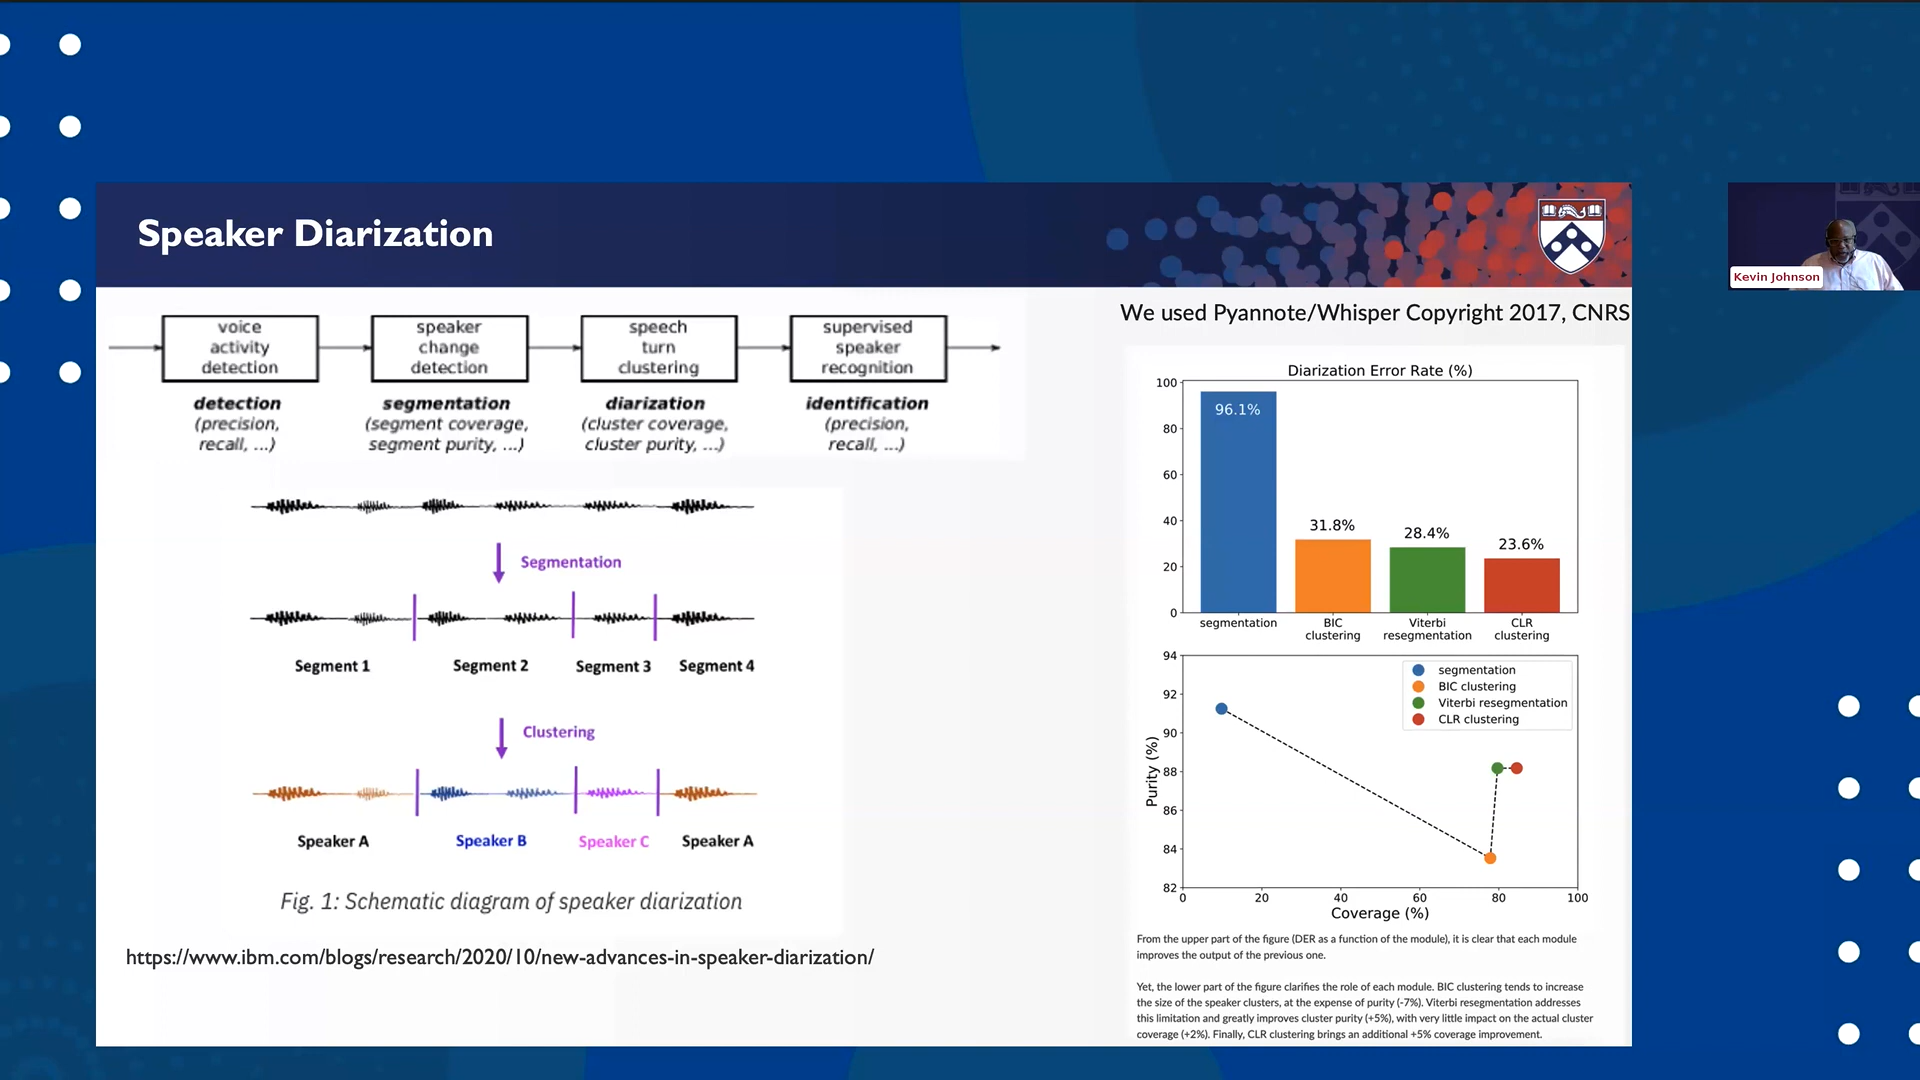 Speaker Diarization
Kevin Johnson
voice
activity
detection
speaker
change
detection
speech
turn
clustering
supervised
speaker
recognition
detection
(precision,
recall, ...)
segmentation
(segment coverage,
segment purity, ...)
diarization
(cluster coverage,
cluster purity, ...)
identification
(precision,
recall, ...)
Segmentation
Segment 1
Segment 2
Segment 3
Segment 4
Clustering
Speaker A
Speaker B
Speaker C
Speaker A
Fig. 1: Schematic diagram of speaker diarization
https://www.ibm.com/blogs/research/2020/10/new-advances-in-speaker-diarization/
We used Pyannote/Whisper Copyright 2017, CNRS
Diarization Error Rate (%)
100
80
60
40
20
0
96.1%
31.8%
28.4%
23.6%
segmentation
BIC
clustering
Viterbi
resegmentation
CLR
clustering
94
92
90
88
86
84
82
Purity (%)
segmentation
BIC clustering
Viterbi resegmentation
CLR clustering
0
20
40
60
80
100
Coverage (%)
From the upper part of the figure (DER as a function of the module), it is clear that each module
improves the output of the previous one.
Yet, the lower part of the figure clarifies the role of each module. BIC clustering tends to increase
the size of the speaker clusters, at the expense of purity (-7%). Viterbi resegmentation addresses
this limitation and greatly improves cluster purity (+5%), with very little impact on the actual cluster
coverage (+2%). Finally, CLR clustering brings an additional +5% coverage improvement.